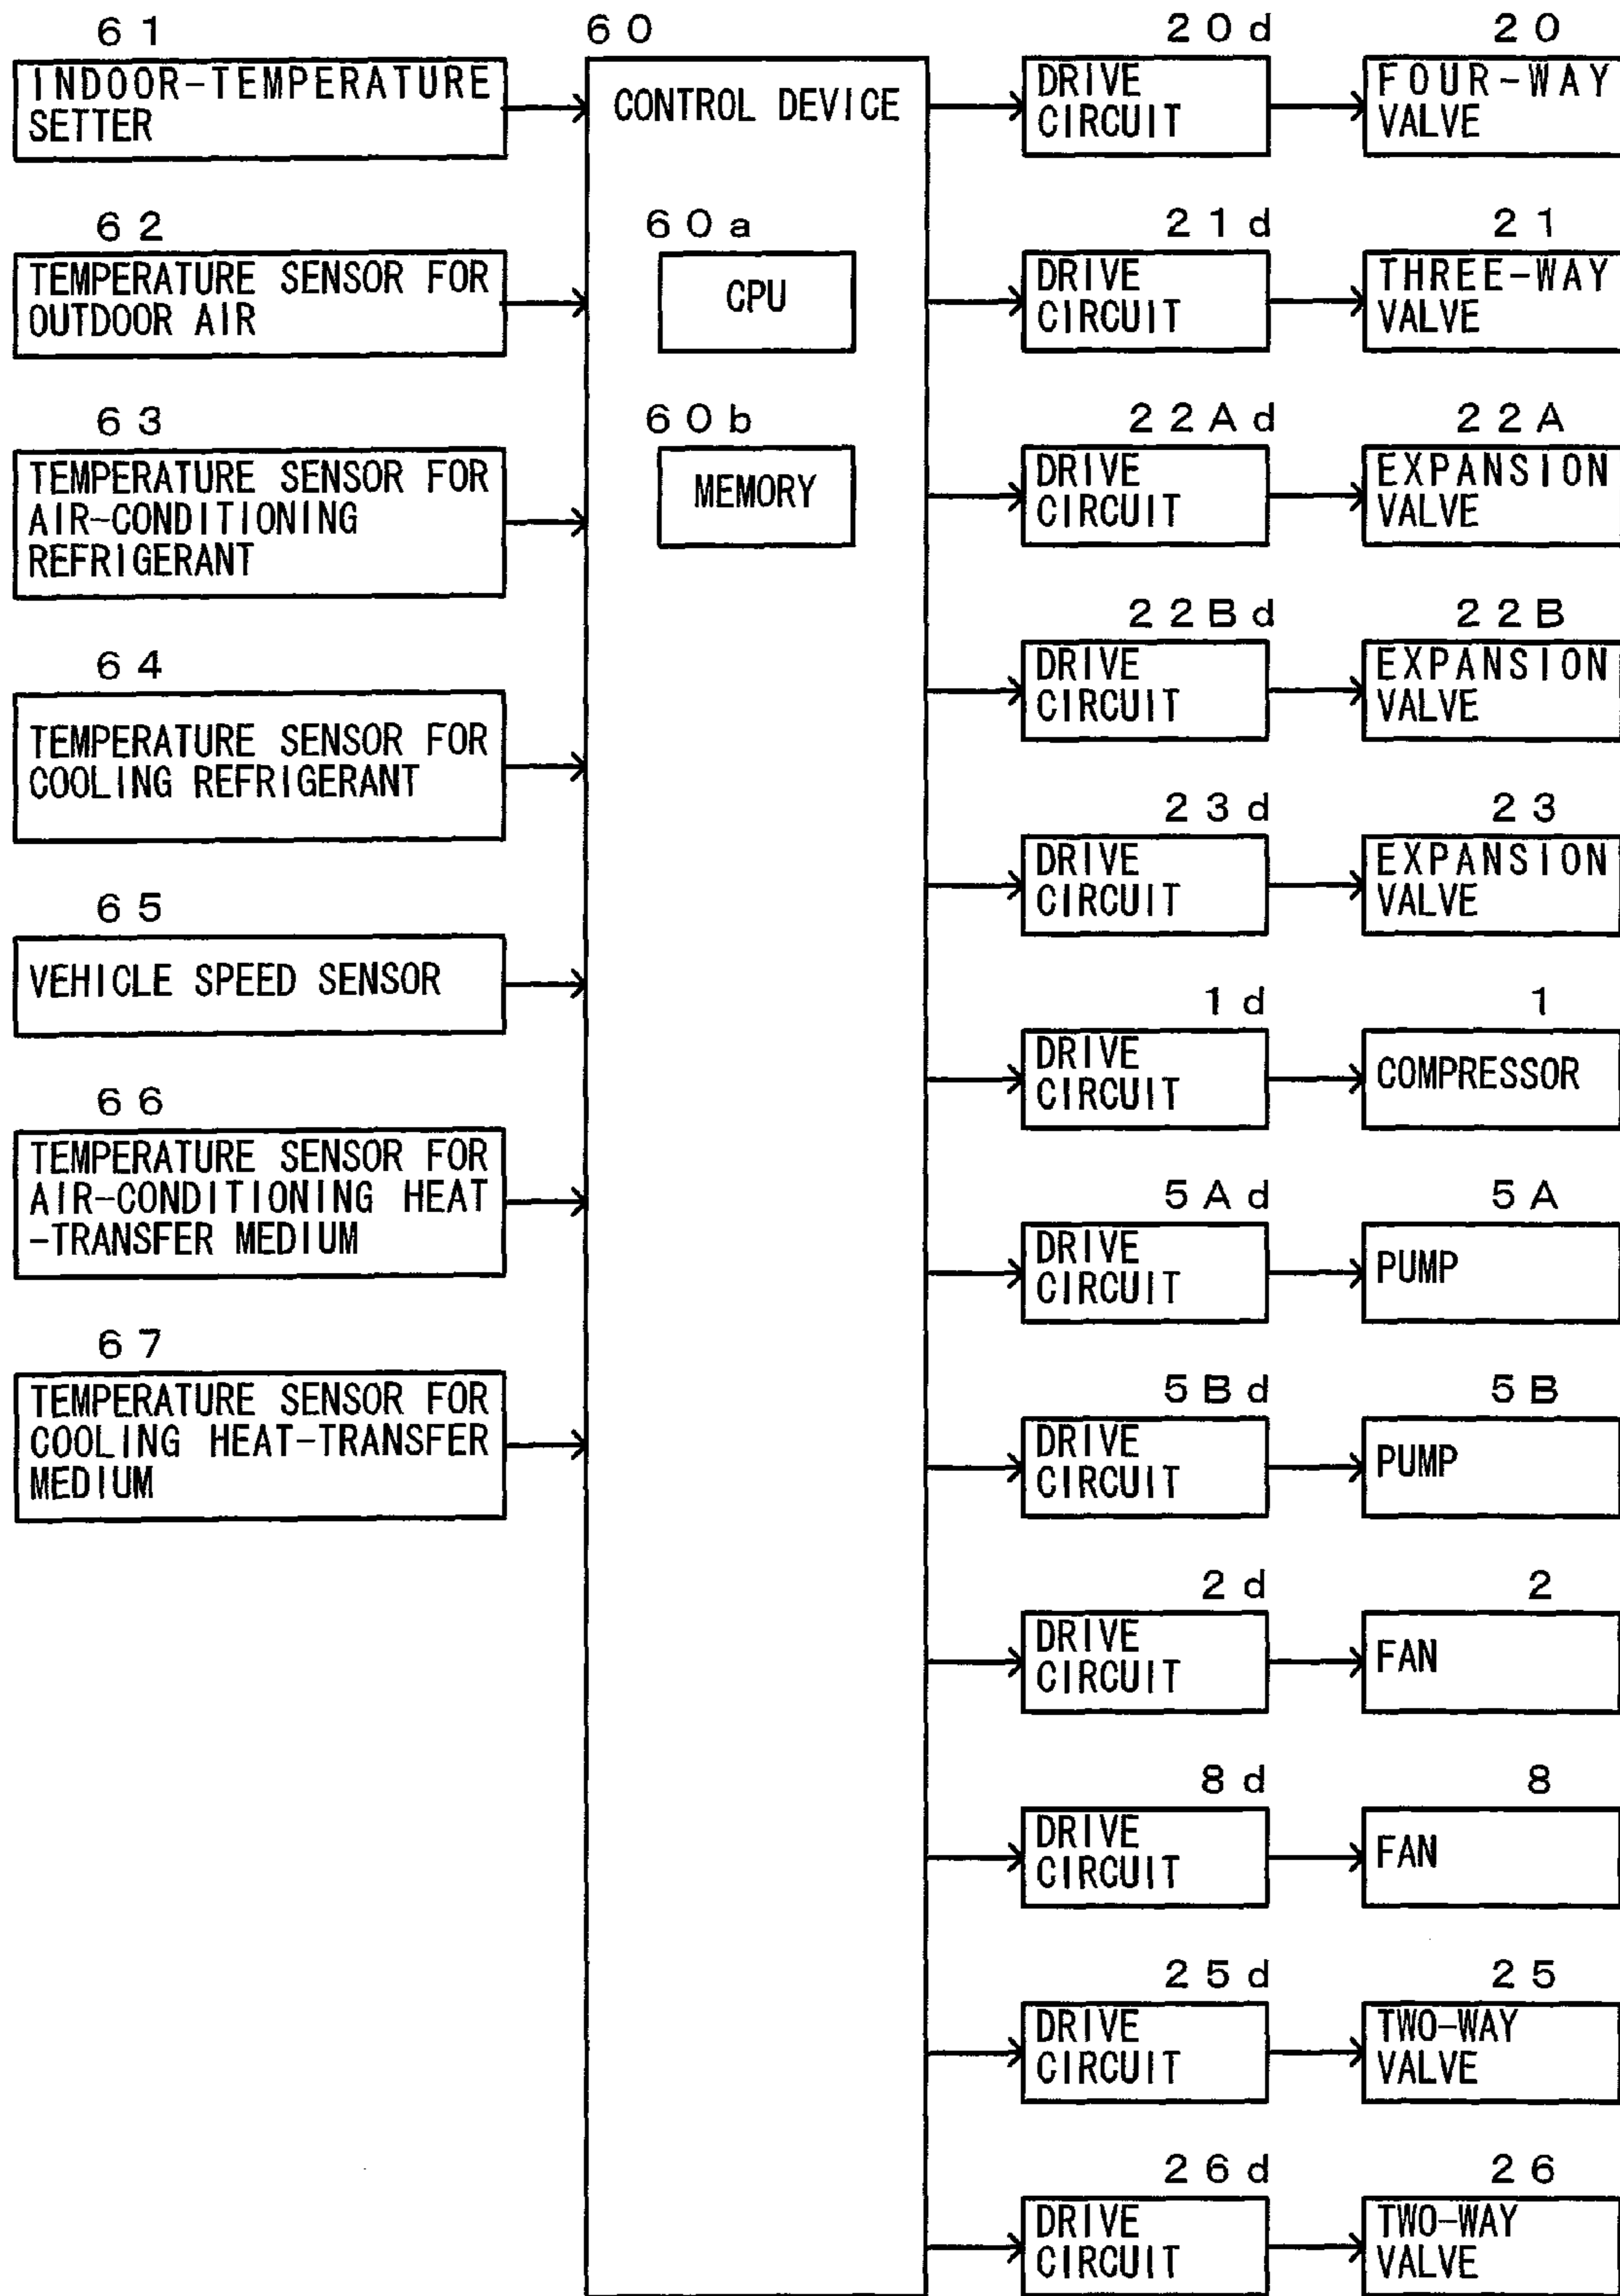 61
INDOOR-TEMPERATURE
SETTER
62
TEMPERATURE SENSOR FOR
OUTDOOR AIR
63
TEMPERATURE SENSOR FOR
AIR-CONDITIONING
REFRIGERANT
64
TEMPERATURE SENSOR FOR
COOLING REFRIGERANT
65
VEHICLE SPEED SENSOR
66
TEMPERATURE SENSOR FOR
AIR-CONDITIONING HEAT
-TRANSFER MEDIUM
67
TEMPERATURE SENSOR FOR
COOLING HEAT-TRANSFER
MEDIUM
60
CONTROL DEVICE
60a
CPU
60b
MEMORY
20d
DRIVE
CIRCUIT
20
FOUR-WAY
VALVE
21d
DRIVE
CIRCUIT
21
THREE-WAY
VALVE
22Ad
DRIVE
CIRCUIT
22A
EXPANSION
VALVE
22Bd
DRIVE
CIRCUIT
22B
EXPANSION
VALVE
23d
DRIVE
CIRCUIT
23
EXPANSION
VALVE
1d
DRIVE
CIRCUIT
1
COMPRESSOR
5Ad
DRIVE
CIRCUIT
5A
PUMP
5Bd
DRIVE
CIRCUIT
5B
PUMP
2d
DRIVE
CIRCUIT
2
FAN
8d
DRIVE
CIRCUIT
8
FAN
25d
DRIVE
CIRCUIT
25
TWO-WAY
VALVE
26d
DRIVE
CIRCUIT
26
TWO-WAY
VALVE